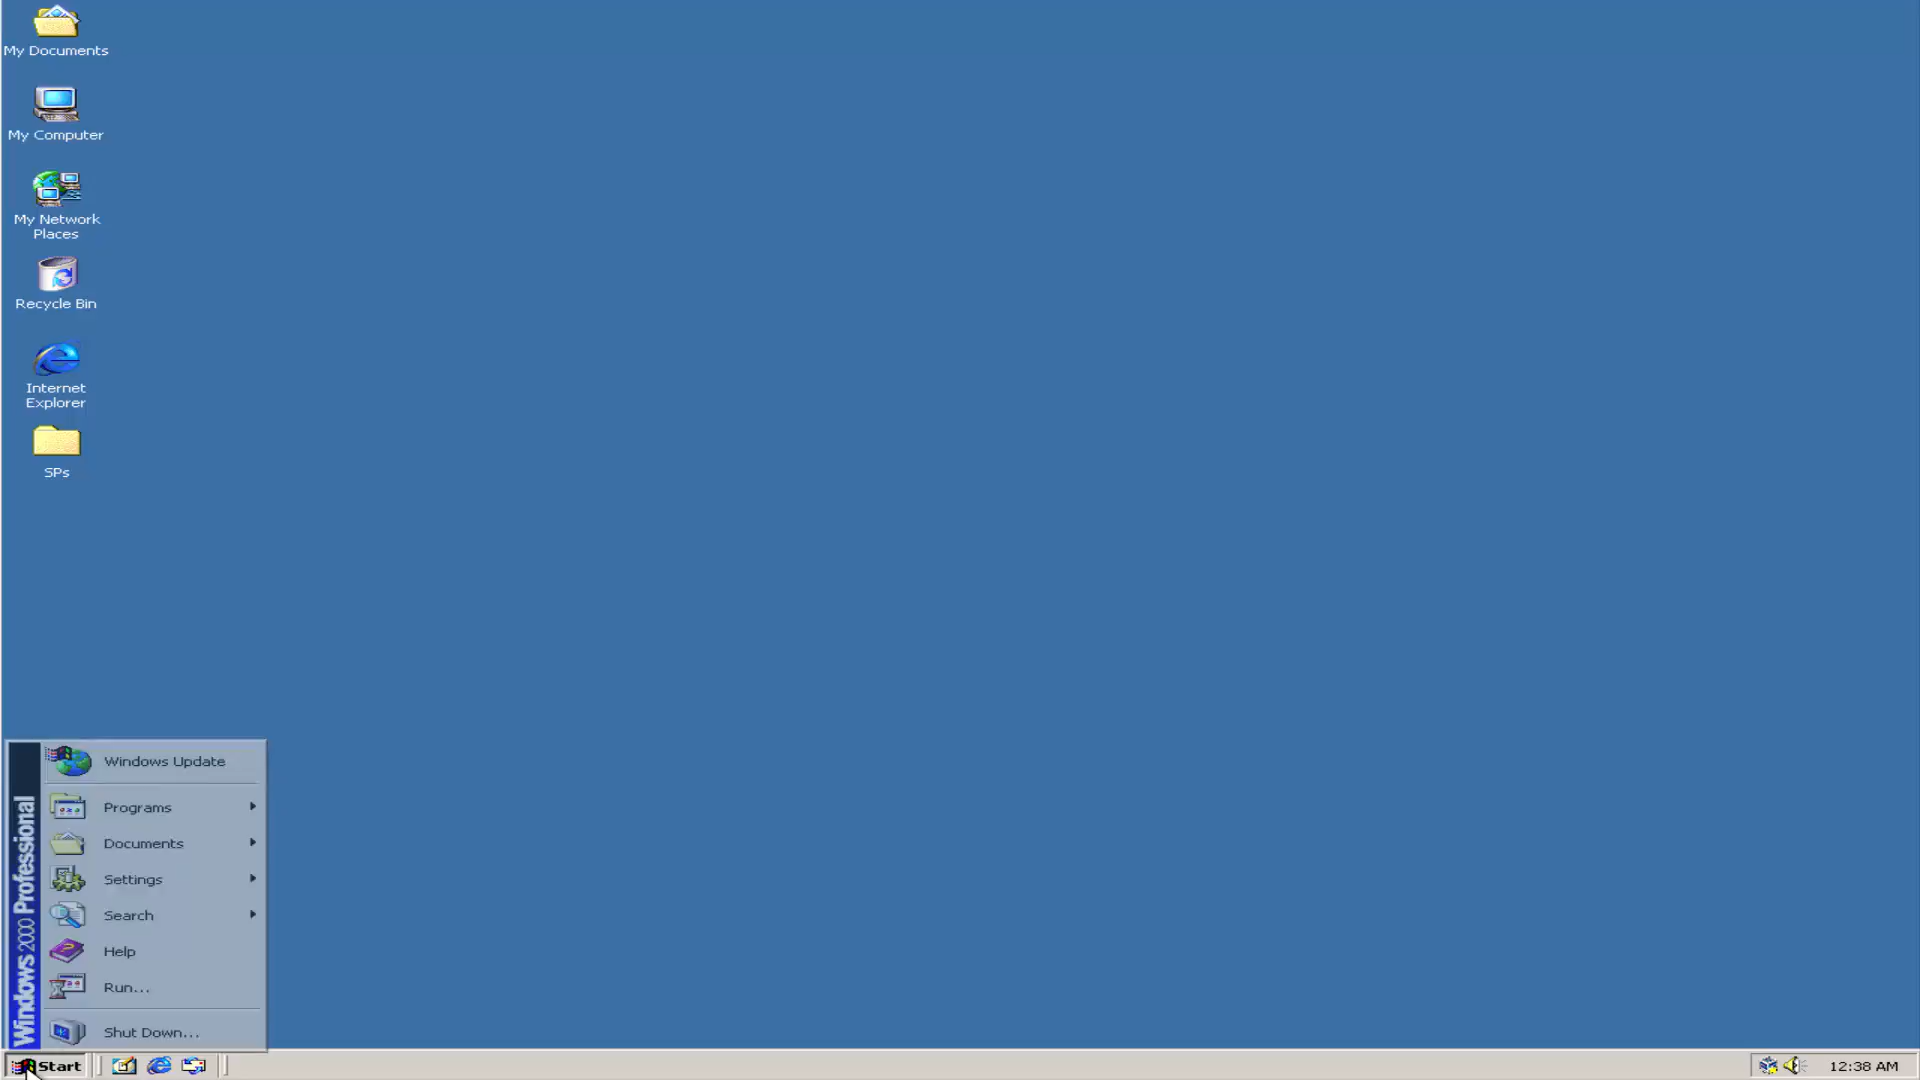 My Documents
My Computer
My Network
Places
Recycle Bin
Internet
Explorer
SPs
Windows 2000 Professional
Windows Update
Programs
Documents
Settings
Search
Help
Run...
Shut Down...
Start
12:38 AM